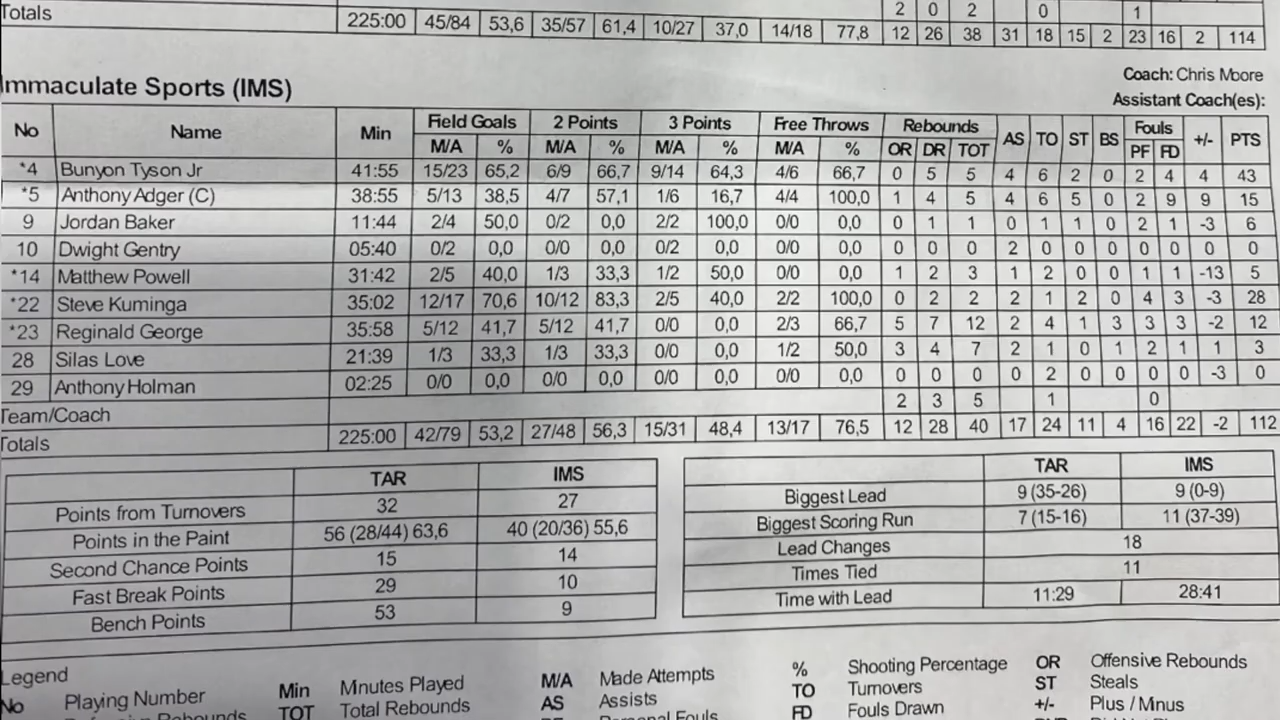 2 0 2 0 1
Totals 225:00 45/84 53,6 35/57 61,4 10/27 37,0 14/18 77,8 12 26 38 31 18 15 2 23 16 2 114
Immaculate Sports (IMS) Coach: Chris Moore
Assistant Coach(es):
No Name Min Field Goals 2 Points 3 Points Free Throws Rebounds AS TO ST BS Fouls +/- PTS
M/A % M/A % M/A % M/A % OR DR TOT PF FD
*4 Bunyon Tyson Jr 41:55 15/23 65,2 6/9 66,7 9/14 64,3 4/6 66,7 0 5 5 4 6 2 0 2 4 4 43
*5 Anthony Adger (C) 38:55 5/13 38,5 4/7 57,1 1/6 16,7 4/4 100,0 1 4 5 4 6 5 0 2 9 9 15
9 Jordan Baker 11:44 2/4 50,0 0/2 0,0 2/2 100,0 0/0 0,0 0 1 1 0 1 1 0 2 1 -3 6
10 Dwight Gentry 05:40 0/2 0,0 0/0 0,0 0/2 0,0 0/0 0,0 0 0 0 2 0 0 0 0 0 0 0
*14 Matthew Powell 31:42 2/5 40,0 1/3 33,3 1/2 50,0 0/0 0,0 1 2 3 1 2 0 0 1 1 -13 5
*22 Steve Kuminga 35:02 12/17 70,6 10/12 83,3 2/5 40,0 2/2 100,0 0 2 2 2 1 2 0 4 3 -3 28
*23 Reginald George 35:58 5/12 41,7 5/12 41,7 0/0 0,0 2/3 66,7 5 7 12 2 4 1 3 3 3 -2 12
28 Silas Love 21:39 1/3 33,3 1/3 33,3 0/0 0,0 1/2 50,0 3 4 7 2 1 0 1 2 1 1 3
29 Anthony Holman 02:25 0/0 0,0 0/0 0,0 0/0 0,0 0/0 0,0 0 0 0 0 2 0 0 0 0 -3 0
Team/Coach 2 3 5 1 0
Totals 225:00 42/79 53,2 27/48 56,3 15/31 48,4 13/17 76,5 12 28 40 17 24 11 4 16 22 -2 112
TAR IMS
Points from Turnovers 32 27
Points in the Paint 56 (28/44) 63,6 40 (20/36) 55,6
Second Chance Points 15 14
Fast Break Points 29 10
Bench Points 53 9
TAR IMS
Biggest Lead 9 (35-26) 9 (0-9)
Biggest Scoring Run 7 (15-16) 11 (37-39)
Lead Changes 18
Times Tied 11
Time with Lead 11:29 28:41
Legend
No Playing Number Min Minutes Played M/A Made Attempts % Shooting Percentage OR Offensive Rebounds
Defensive Rebounds TOT Total Rebounds AS Assists TO Turnovers ST Steals
Personal Fouls FD Fouls Drawn +/- Plus / Minus